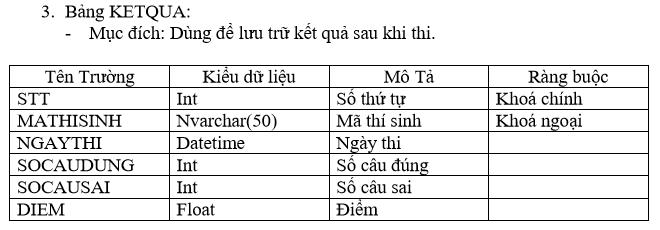 3. Bảng KETQUA:
- Mục đích: Dùng để lưu trữ kết quả sau khi thi.
Tên Trường Kiểu dữ liệu Mô Tả Ràng buộc
STT Int Số thứ tự Khoá chính
MATHISINH Nvarchar(50) Mã thí sinh Khoá ngoại
NGAYTHI Datetime Ngày thi
SOCAUDUNG Int Số câu đúng
SOCAUSAI Int Số câu sai
DIEM Float Điểm